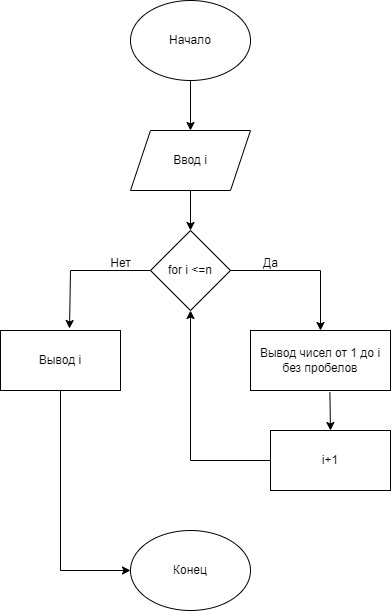 Начало
Ввод i
for i <=n
Нет
Да
Вывод i
Вывод чисел от 1 до i
без пробелов
i+1
Конец